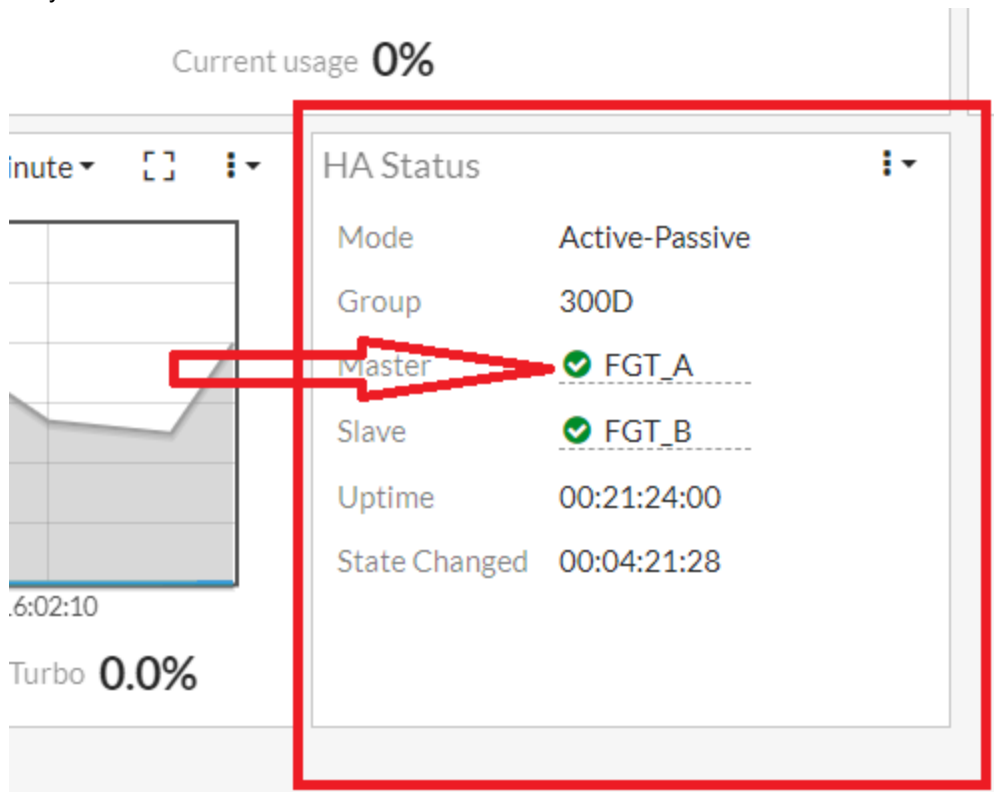 Current usage 0%
inute
HA Status
Mode Active-Passive
Group 300D
Master FGT_A
Slave FGT_B
Uptime 00:21:24:00
State Changed 00:04:21:28
6:02:10
Turbo 0.0%